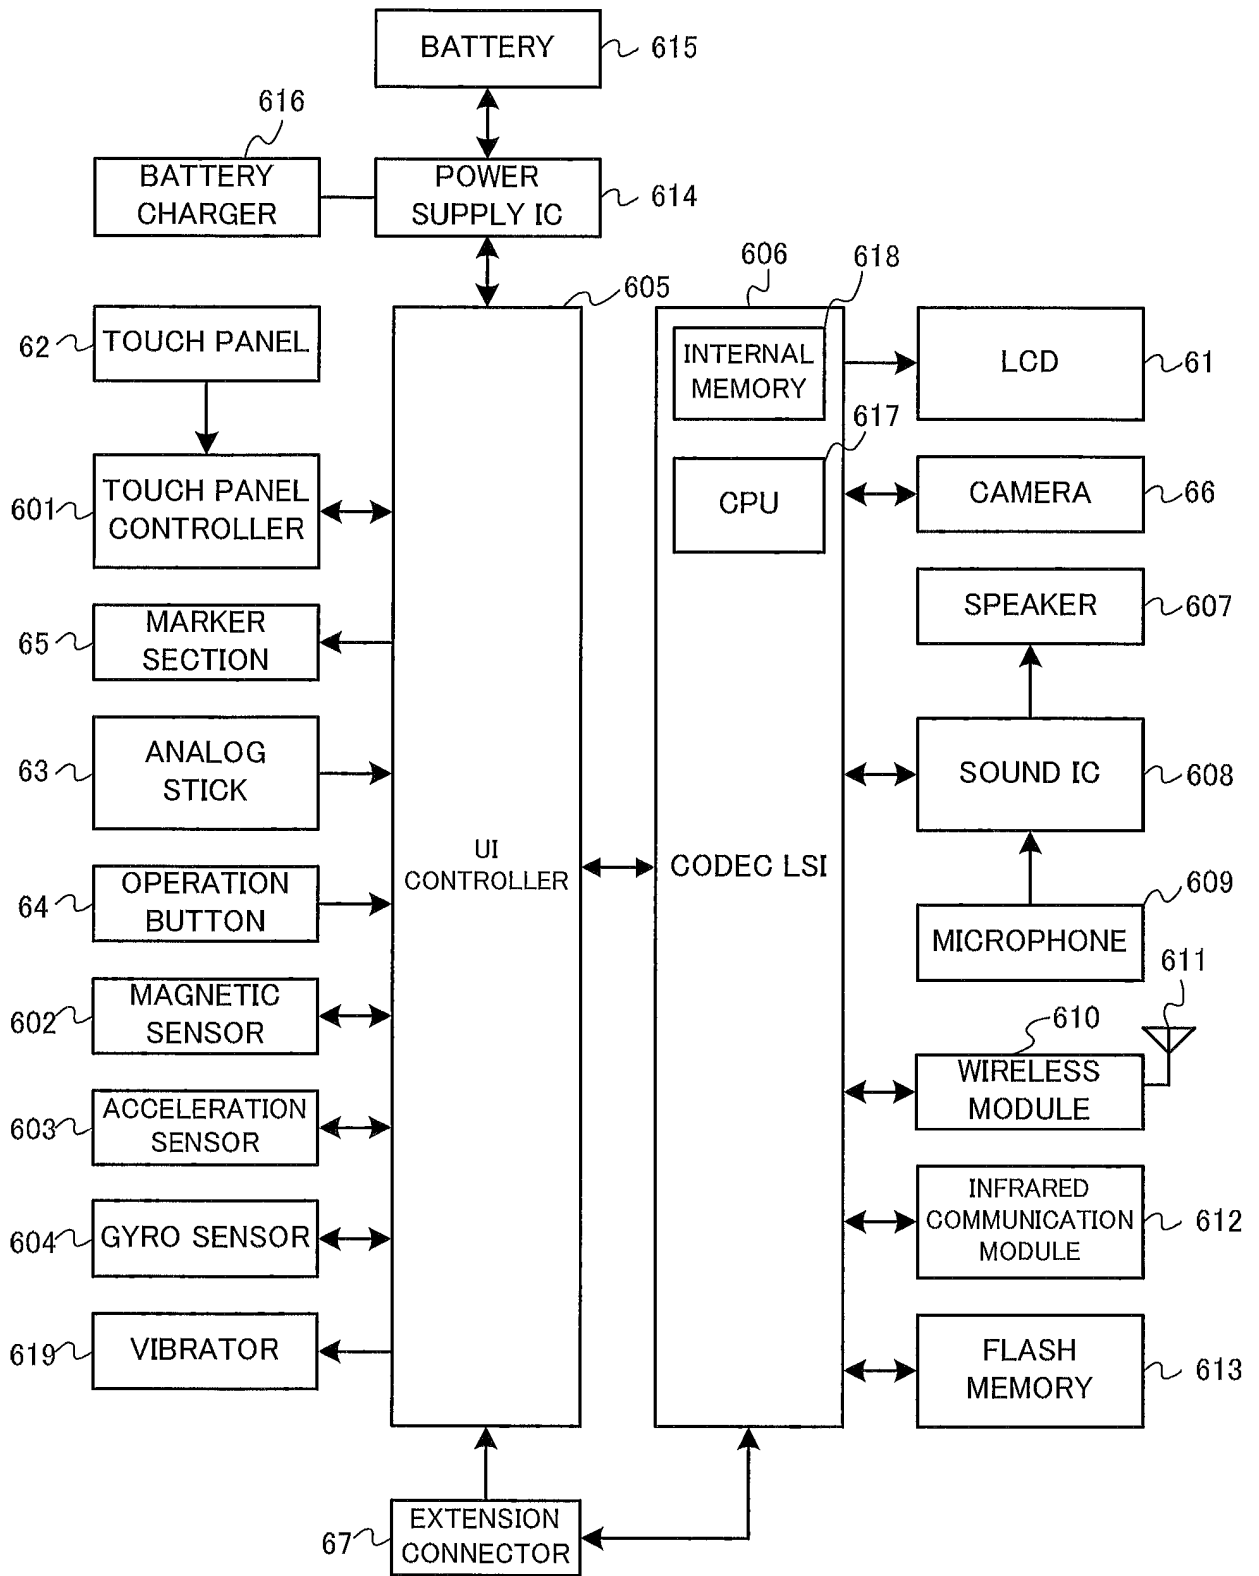 BATTERY
615
616
BATTERY
CHARGER
POWER
SUPPLY IC
614
605
606
618
62
TOUCH PANEL
INTERNAL
MEMORY
LCD
61
617
601
TOUCH PANEL
CONTROLLER
CPU
CAMERA
66
SPEAKER
607
65
MARKER
SECTION
63
ANALOG
STICK
SOUND IC
608
UI
CONTROLLER
CODEC LSI
64
OPERATION
BUTTON
609
MICROPHONE
611
602
MAGNETIC
SENSOR
610
WIRELESS
MODULE
603
ACCELERATION
SENSOR
604
GYRO SENSOR
INFRARED
COMMUNICATION
MODULE
612
619
VIBRATOR
FLASH
MEMORY
613
67
EXTENSION
CONNECTOR